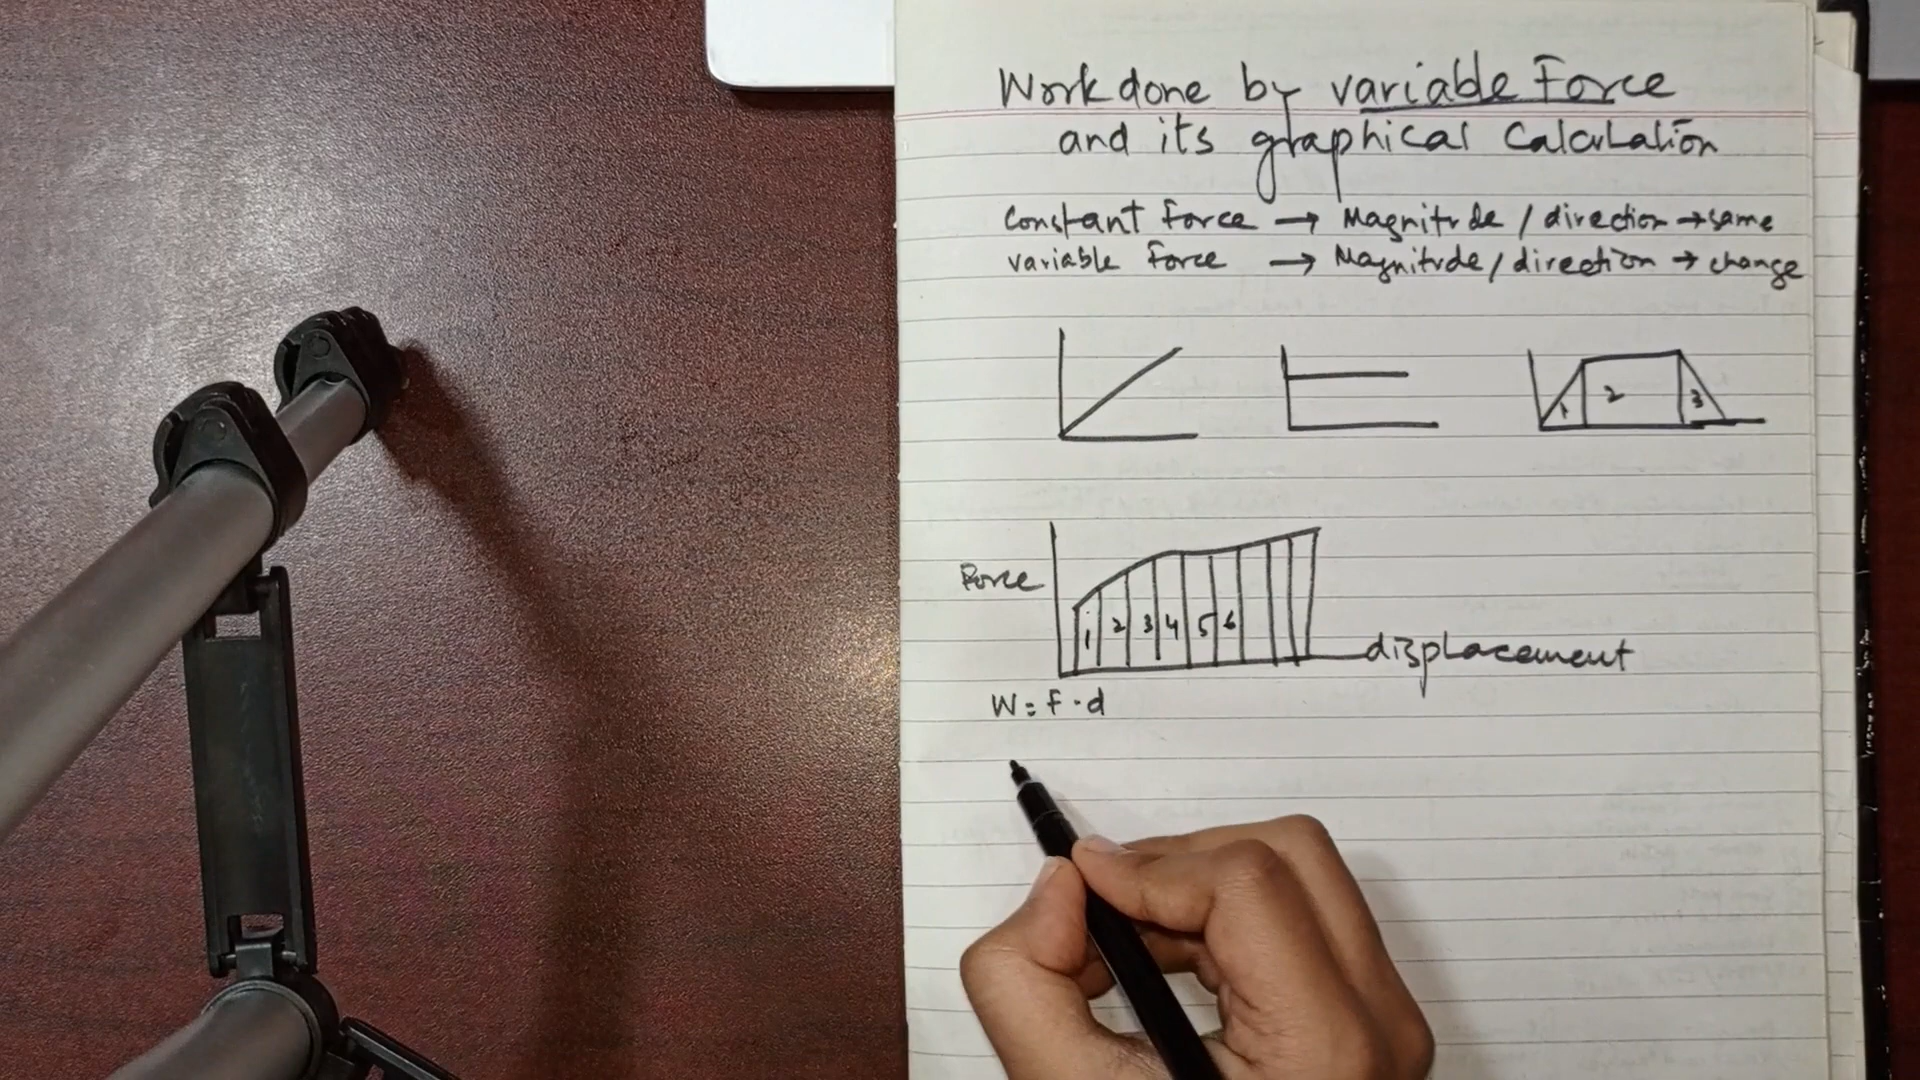 Work done by variable Force
and its graphical Calculation
Constant Force → Magnitude / direction → same
variable Force → Magnitude / direction → change
1 2 3
Force
1 2 3 4 5 6
displacement
W = F · d